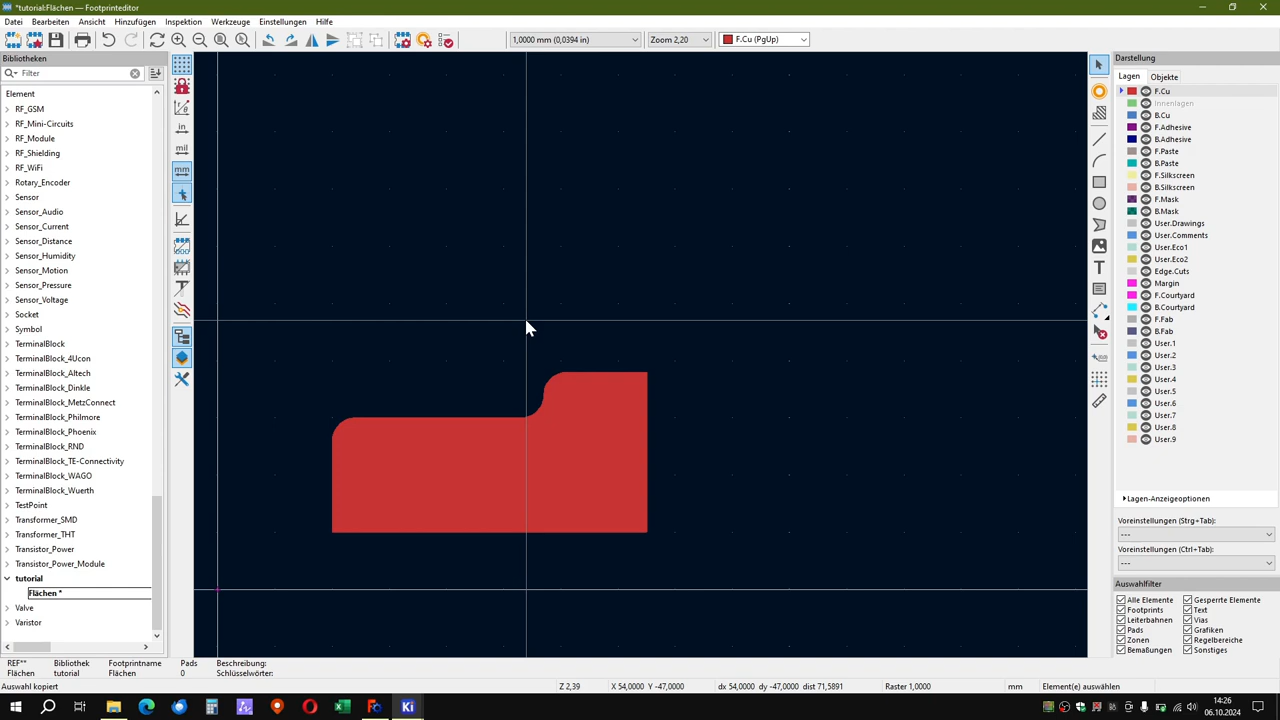 *tutorial:Flächen — Footprinteditor
Datei Bearbeiten Ansicht Hinzufügen Inspektion Werkzeuge Einstellungen Hilfe
1,0000 mm (0,0394 in) Zoom 2,20 F.Cu (PgUp)
Bibliotheken
Filter
Element
RF_GSM
RF_Mini-Circuits
RF_Module
RF_Shielding
RF_WiFi
Rotary_Encoder
Sensor
Sensor_Audio
Sensor_Current
Sensor_Distance
Sensor_Humidity
Sensor_Motion
Sensor_Pressure
Sensor_Voltage
Socket
Symbol
TerminalBlock
TerminalBlock_4Ucon
TerminalBlock_Altech
TerminalBlock_Dinkle
TerminalBlock_MetzConnect
TerminalBlock_Philmore
TerminalBlock_Phoenix
TerminalBlock_RND
TerminalBlock_TE-Connectivity
TerminalBlock_WAGO
TerminalBlock_Wuerth
TestPoint
Transformer_SMD
Transformer_THT
Transistor_Power
Transistor_Power_Module
tutorial
Flächen *
Valve
Varistor
in
mil
mm
Darstellung
Lagen Objekte
F.Cu
Innenlagen
B.Cu
F.Adhesive
B.Adhesive
F.Paste
B.Paste
F.Silkscreen
B.Silkscreen
F.Mask
B.Mask
User.Drawings
User.Comments
User.Eco1
User.Eco2
Edge.Cuts
Margin
F.Courtyard
B.Courtyard
F.Fab
B.Fab
User.1
User.2
User.3
User.4
User.5
User.6
User.7
User.8
User.9
Lagen-Anzeigeoptionen
Voreinstellungen (Strg+Tab):
---
Voreinstellungen (Ctrl+Tab):
---
Auswahlfilter
Alle Elemente Gesperrte Elemente
Footprints Text
Leiterbahnen Vias
Pads Grafiken
Zonen Regelbereiche
Bemaßungen Sonstiges
REF** Bibliothek Footprintname Pads Beschreibung:
Flächen tutorial Flächen 0 Schlüsselwörter:
Auswahl kopiert Z 2,39 X 54,0000 Y -47,0000 dx 54,0000 dy -47,0000 dist 71,5891 Raster 1,0000 mm Element(e) auswählen
Ki
14:26
06.10.2024